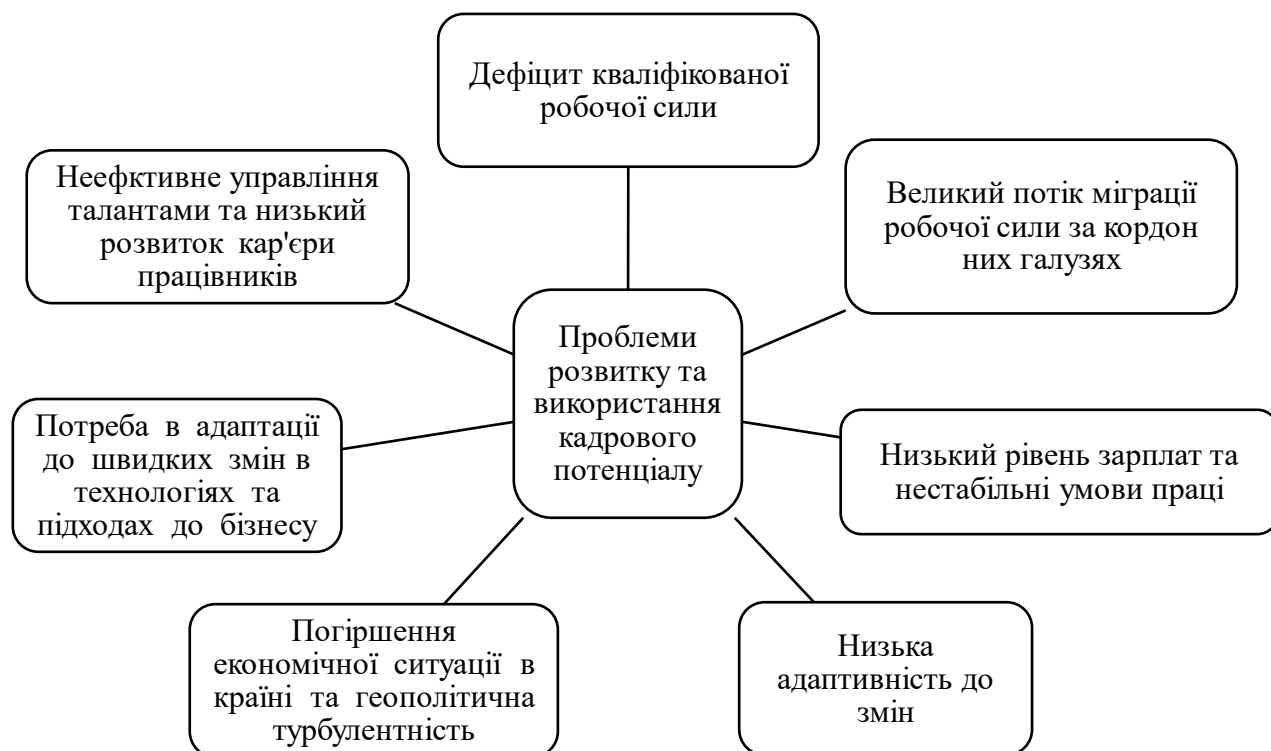 Дефіцит кваліфікованої
робочої сили
Неефктивне управління
талантами та низький
розвиток кар'єри
працівників
Великий потік міграції
робочої сили за кордон
них галузях
Проблеми
розвитку та
використання
кадрового
потенціалу
Потреба в адаптації
до швидких змін в
технологіях та
підходах до бізнесу
Низький рівень зарплат та
нестабільні умови праці
Погіршення
економічної ситуації в
країні та геополітична
турбулентність
Низька
адаптивність до
змін